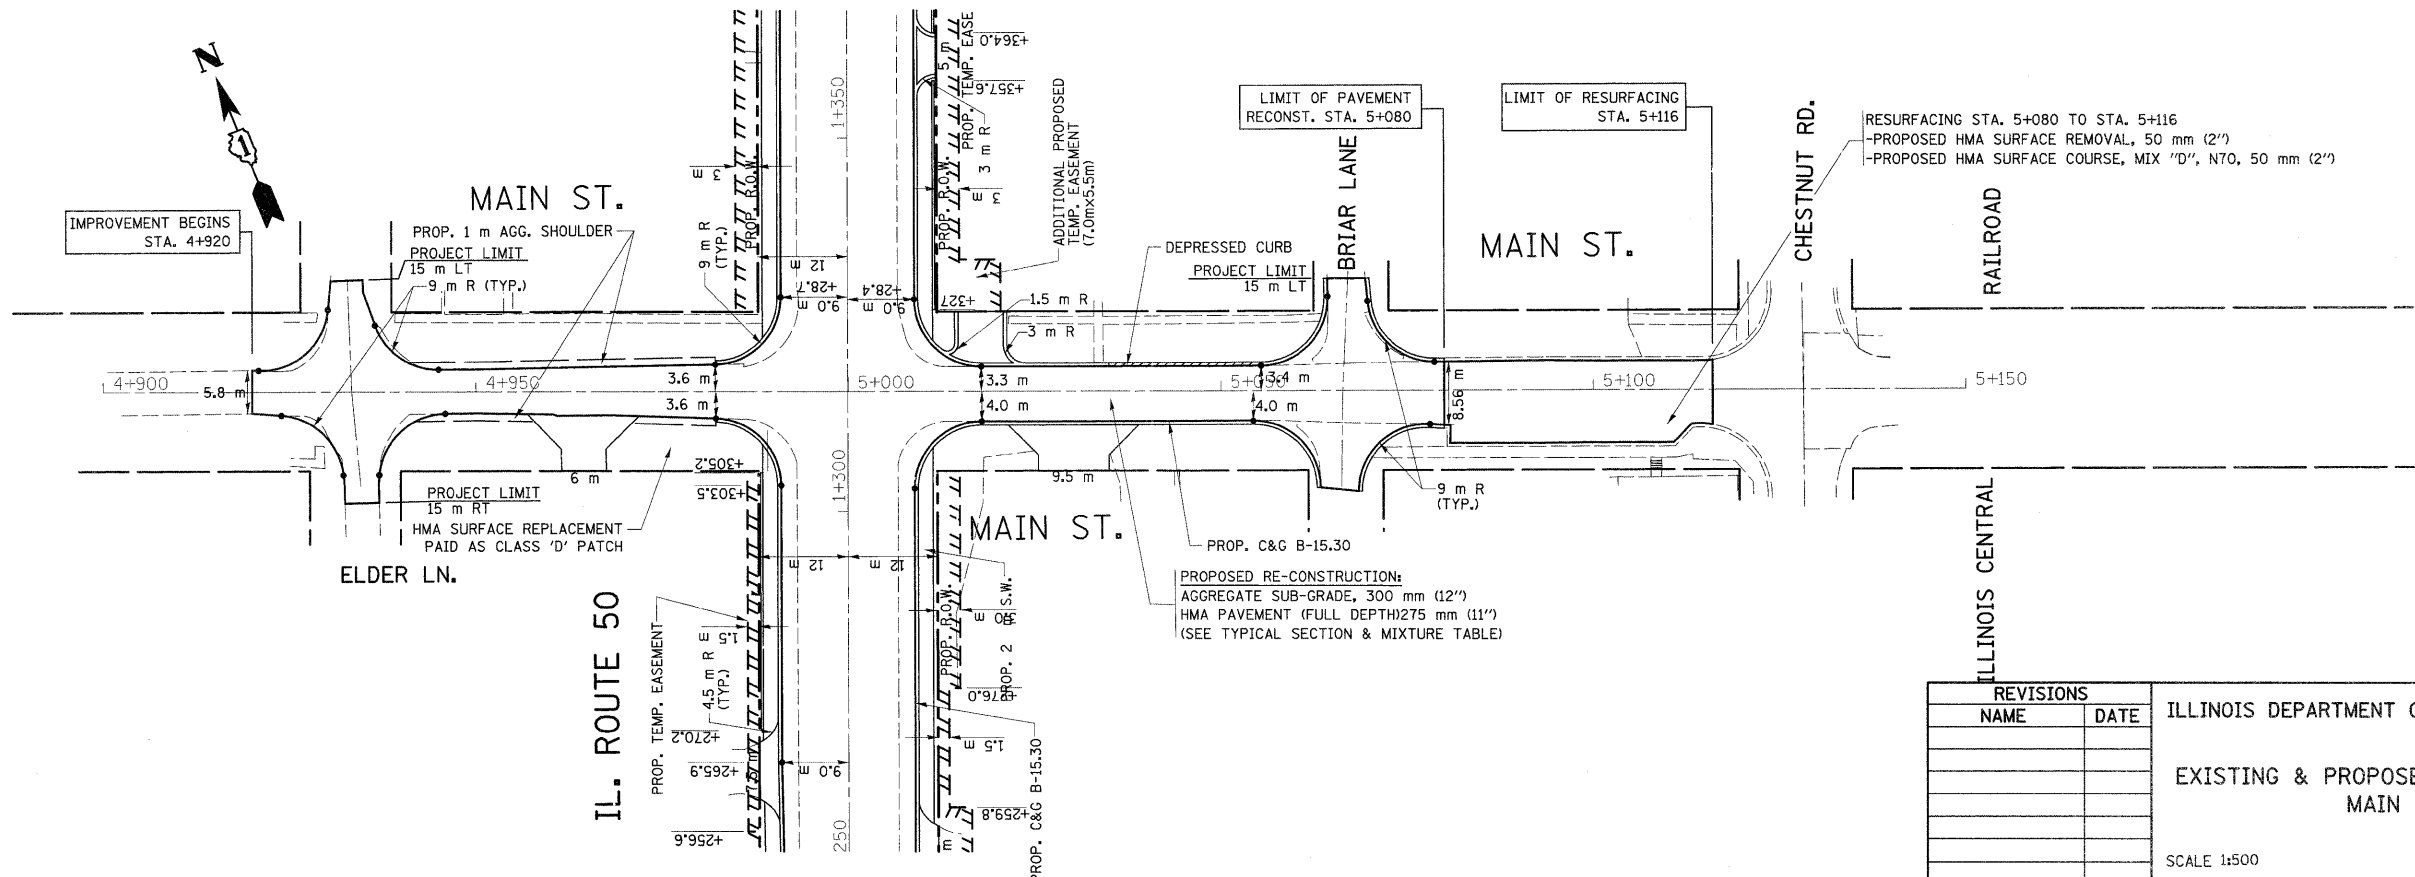 N
1
MAIN ST.
IMPROVEMENT BEGINS
STA. 4+920
PROP. 1 m AGG. SHOULDER
PROJECT LIMIT
15 m LT
9 m R (TYP.)
4+900
5.8 m
4+950
3.6 m
3.6 m
6 m
PROJECT LIMIT
15 m RT
HMA SURFACE REPLACEMENT
PAID AS CLASS 'D' PATCH
ELDER LN.
IL. ROUTE 50
PROP. TEMP. EASEMENT
3 m
PROP. R.O.W.
9 m R
(TYP.)
12 m
+28.7
9.0 m
+28.4
9.0 m
1+350
5+000
1+300
+305.2
+303.5
12 m
12 m
1.5 m
4.5 m R
(TYP.)
+270.2
+265.9
9.0 m
+256.6
250
PROP. TEMP. EASE
+364.0
5 m
+357.6
3 m R
PROP. R.O.W.
3 m
ADDITIONAL PROPOSED
TEMP. EASEMENT
(7.0mx5.5m)
+327
1.5 m R
3 m R
DEPRESSED CURB
PROJECT LIMIT
15 m LT
3.3 m
4.0 m
5+050
3.4 m
4.0 m
9.5 m
MAIN ST.
PROP. R.O.W.
PROP. 2 m S.W.
+276.0
1.5 m
+259.8
m
PROP. C&G B-15.30
PROP. C&G B-15.30
PROPOSED RE-CONSTRUCTION:
AGGREGATE SUB-GRADE, 300 mm (12")
HMA PAVEMENT (FULL DEPTH)275 mm (11")
(SEE TYPICAL SECTION & MIXTURE TABLE)
LIMIT OF PAVEMENT
RECONST. STA. 5+080
BRIAR LANE
8.56 m
9 m R
(TYP.)
MAIN ST.
LIMIT OF RESURFACING
STA. 5+116
5+100
CHESTNUT RD.
5+150
RESURFACING STA. 5+080 TO STA. 5+116
-PROPOSED HMA SURFACE REMOVAL, 50 mm (2")
-PROPOSED HMA SURFACE COURSE, MIX "D", N70, 50 mm (2")
ILLINOIS CENTRAL
RAILROAD
REVISIONS
NAME DATE
ILLINOIS DEPARTMENT
EXISTING & PROPOSE
MAIN
SCALE 1:500